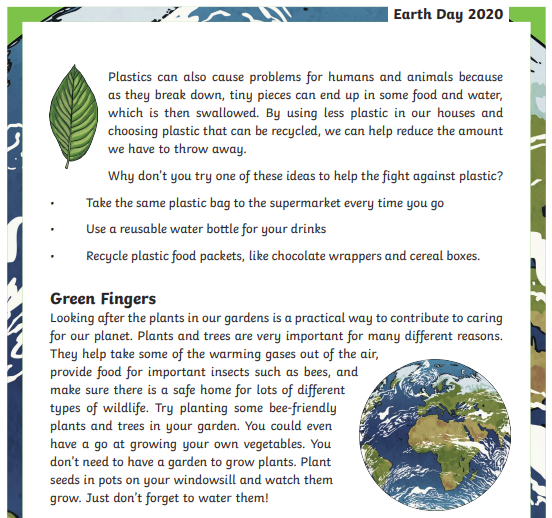 Earth Day 2020
Plastics can also cause problems for humans and animals because
as they break down, tiny pieces can end up in some food and water,
which is then swallowed. By using less plastic in our houses and
choosing plastic that can be recycled, we can help reduce the amount
we have to throw away.
Why don't you try one of these ideas to help the fight against plastic?
• Take the same plastic bag to the supermarket every time you go
• Use a reusable water bottle for your drinks
• Recycle plastic food packets, like chocolate wrappers and cereal boxes.
Green Fingers
Looking after the plants in our gardens is a practical way to contribute to caring
for our planet. Plants and trees are very important for many different reasons.
They help take some of the warming gases out of the air,
provide food for important insects such as bees, and
make sure there is a safe home for lots of different
types of wildlife. Try planting some bee-friendly
plants and trees in your garden. You could even
have a go at growing your own vegetables. You
don't need to have a garden to grow plants. Plant
seeds in pots on your windowsill and watch them
grow. Just don't forget to water them!